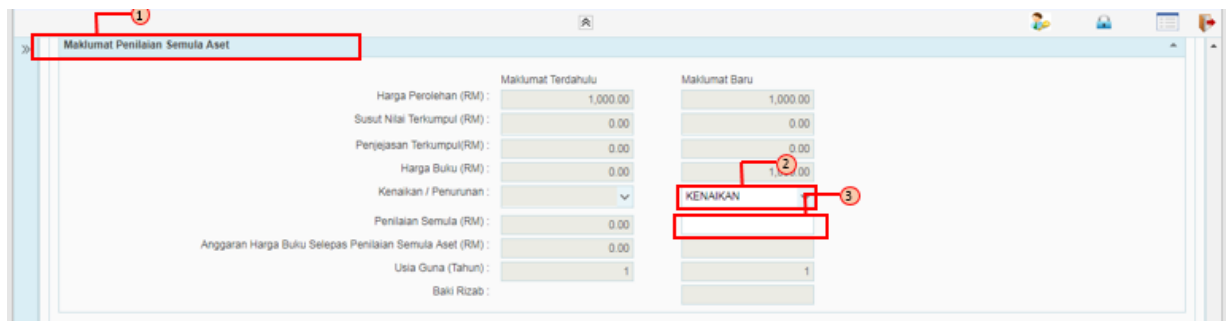 1
Maklumat Penilaian Semula Aset
Maklumat Terdahulu Maklumat Baru
Harga Perolehan (RM) : 1,000.00 1,000.00
Susut Nilai Terkumpul (RM) : 0.00 0.00
Penjejasan Terkumpul(RM) : 0.00 0.00
Harga Buku (RM) : 0.00 1,000.00
2
Kenaikan / Penurunan : KENAIKAN
3
Penilaian Semula (RM) : 0.00
Anggaran Harga Buku Selepas Penilaian Semula Aset (RM) : 0.00
Usia Guna (Tahun) : 1 1
Baki Rizab :